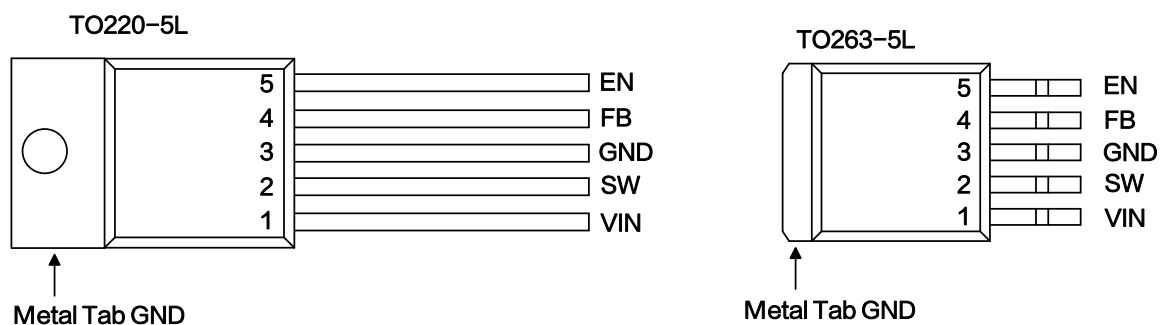 TO220-5L
5 EN
4 FB
3 GND
2 SW
1 VIN
Metal Tab GND
TO263-5L
5 EN
4 FB
3 GND
2 SW
1 VIN
Metal Tab GND